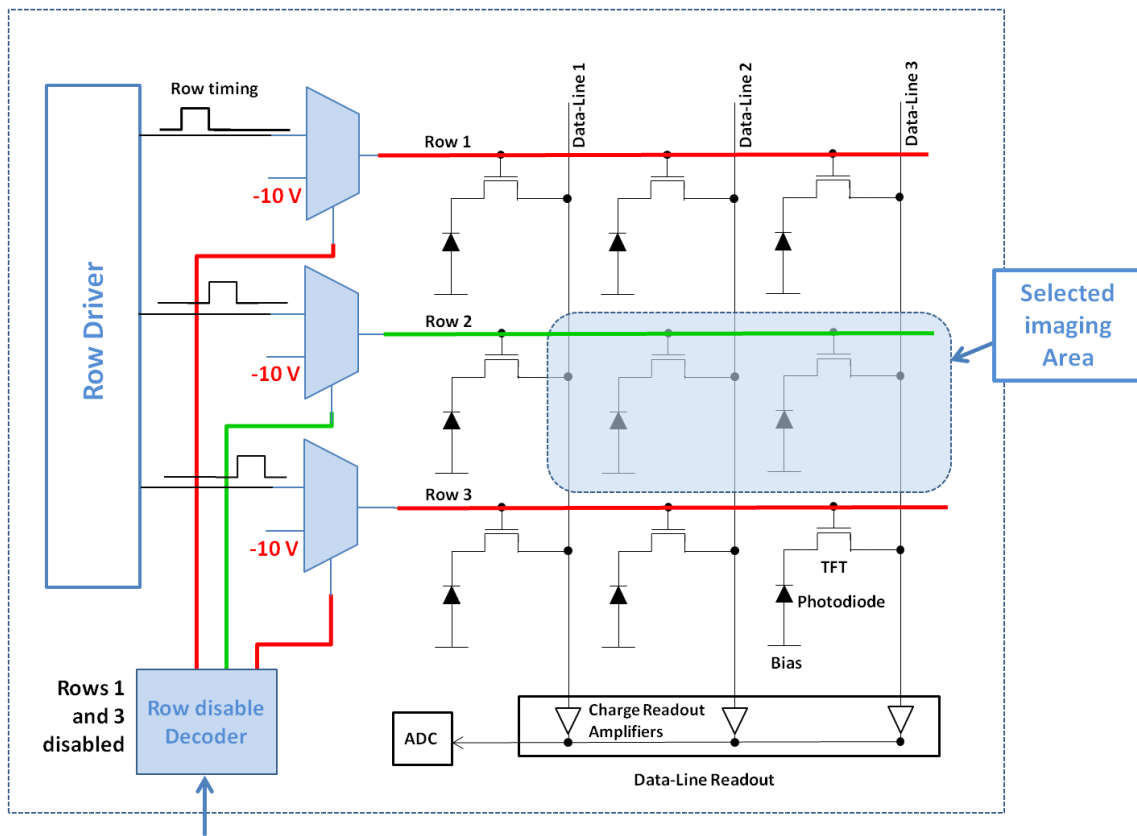 Row timing
Data-Line 1
Data-Line 2
Data-Line 3
Row 1
-10 V
Row Driver
Row 2
-10 V
Selected
imaging
Area
Row 3
-10 V
TFT
Photodiode
Bias
Rows 1
and 3
disabled
Row disable
Decoder
ADC
Charge Readout
Amplifiers
Data-Line Readout